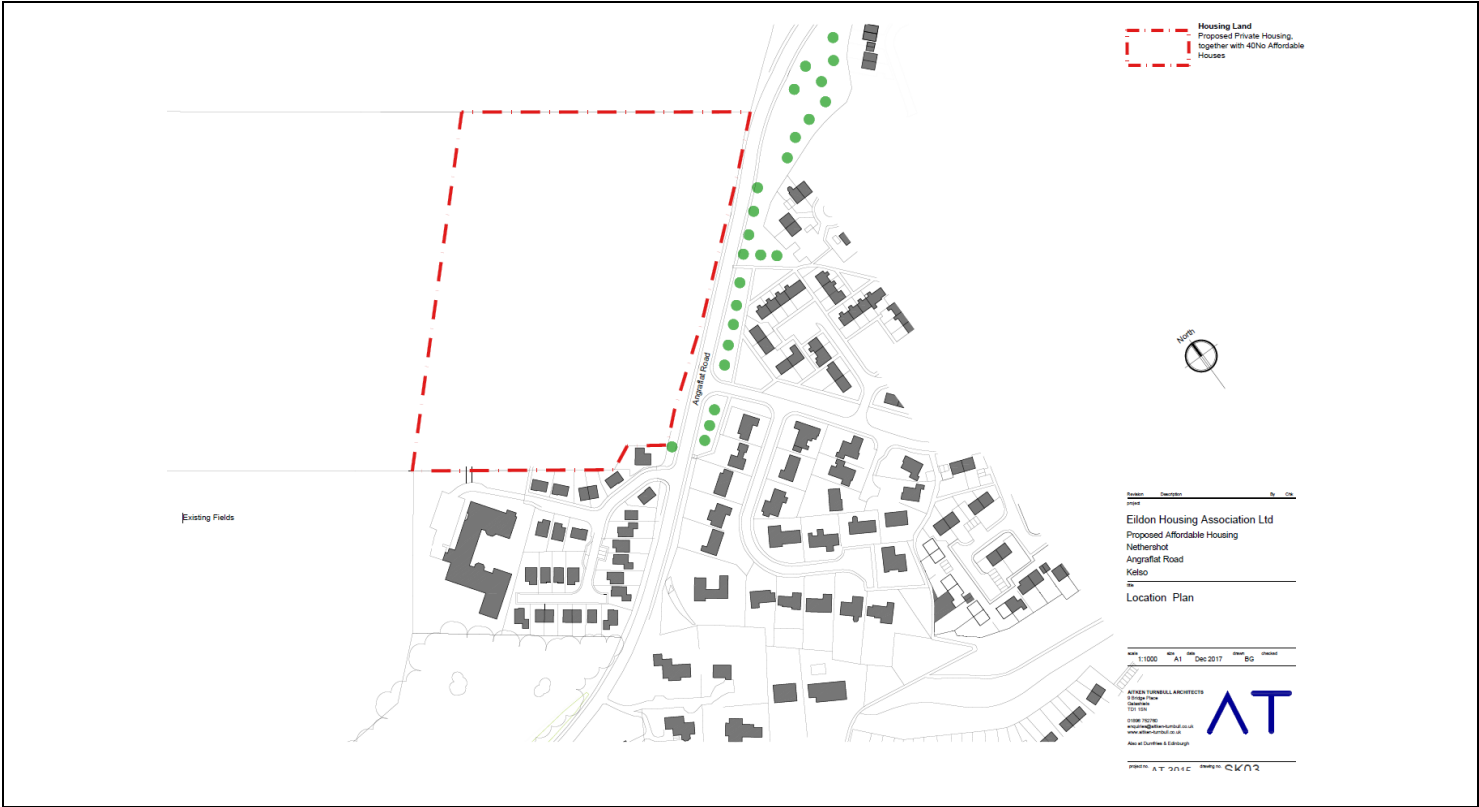 Housing Land
Proposed Private Housing,
together with 40No Affordable
Houses
North
Angraflat Road
Existing Fields
Revision Description By Chk
project
Eildon Housing Association Ltd
Proposed Affordable Housing
Nethershot
Angraflat Road
Kelso
title
Location Plan
scale size date drawn checked
1:1000 A1 Dec 2017 BG
AITKEN TURNBULL ARCHITECTS
9 Bridge Place
Galashiels
TD1 1SN
01896 752760
enquiries@aitken-turnbull.co.uk
www.aitken-turnbull.co.uk
Also at Dumfries & Edinburgh
AT
project no. AT 3015 drawing no. SK03